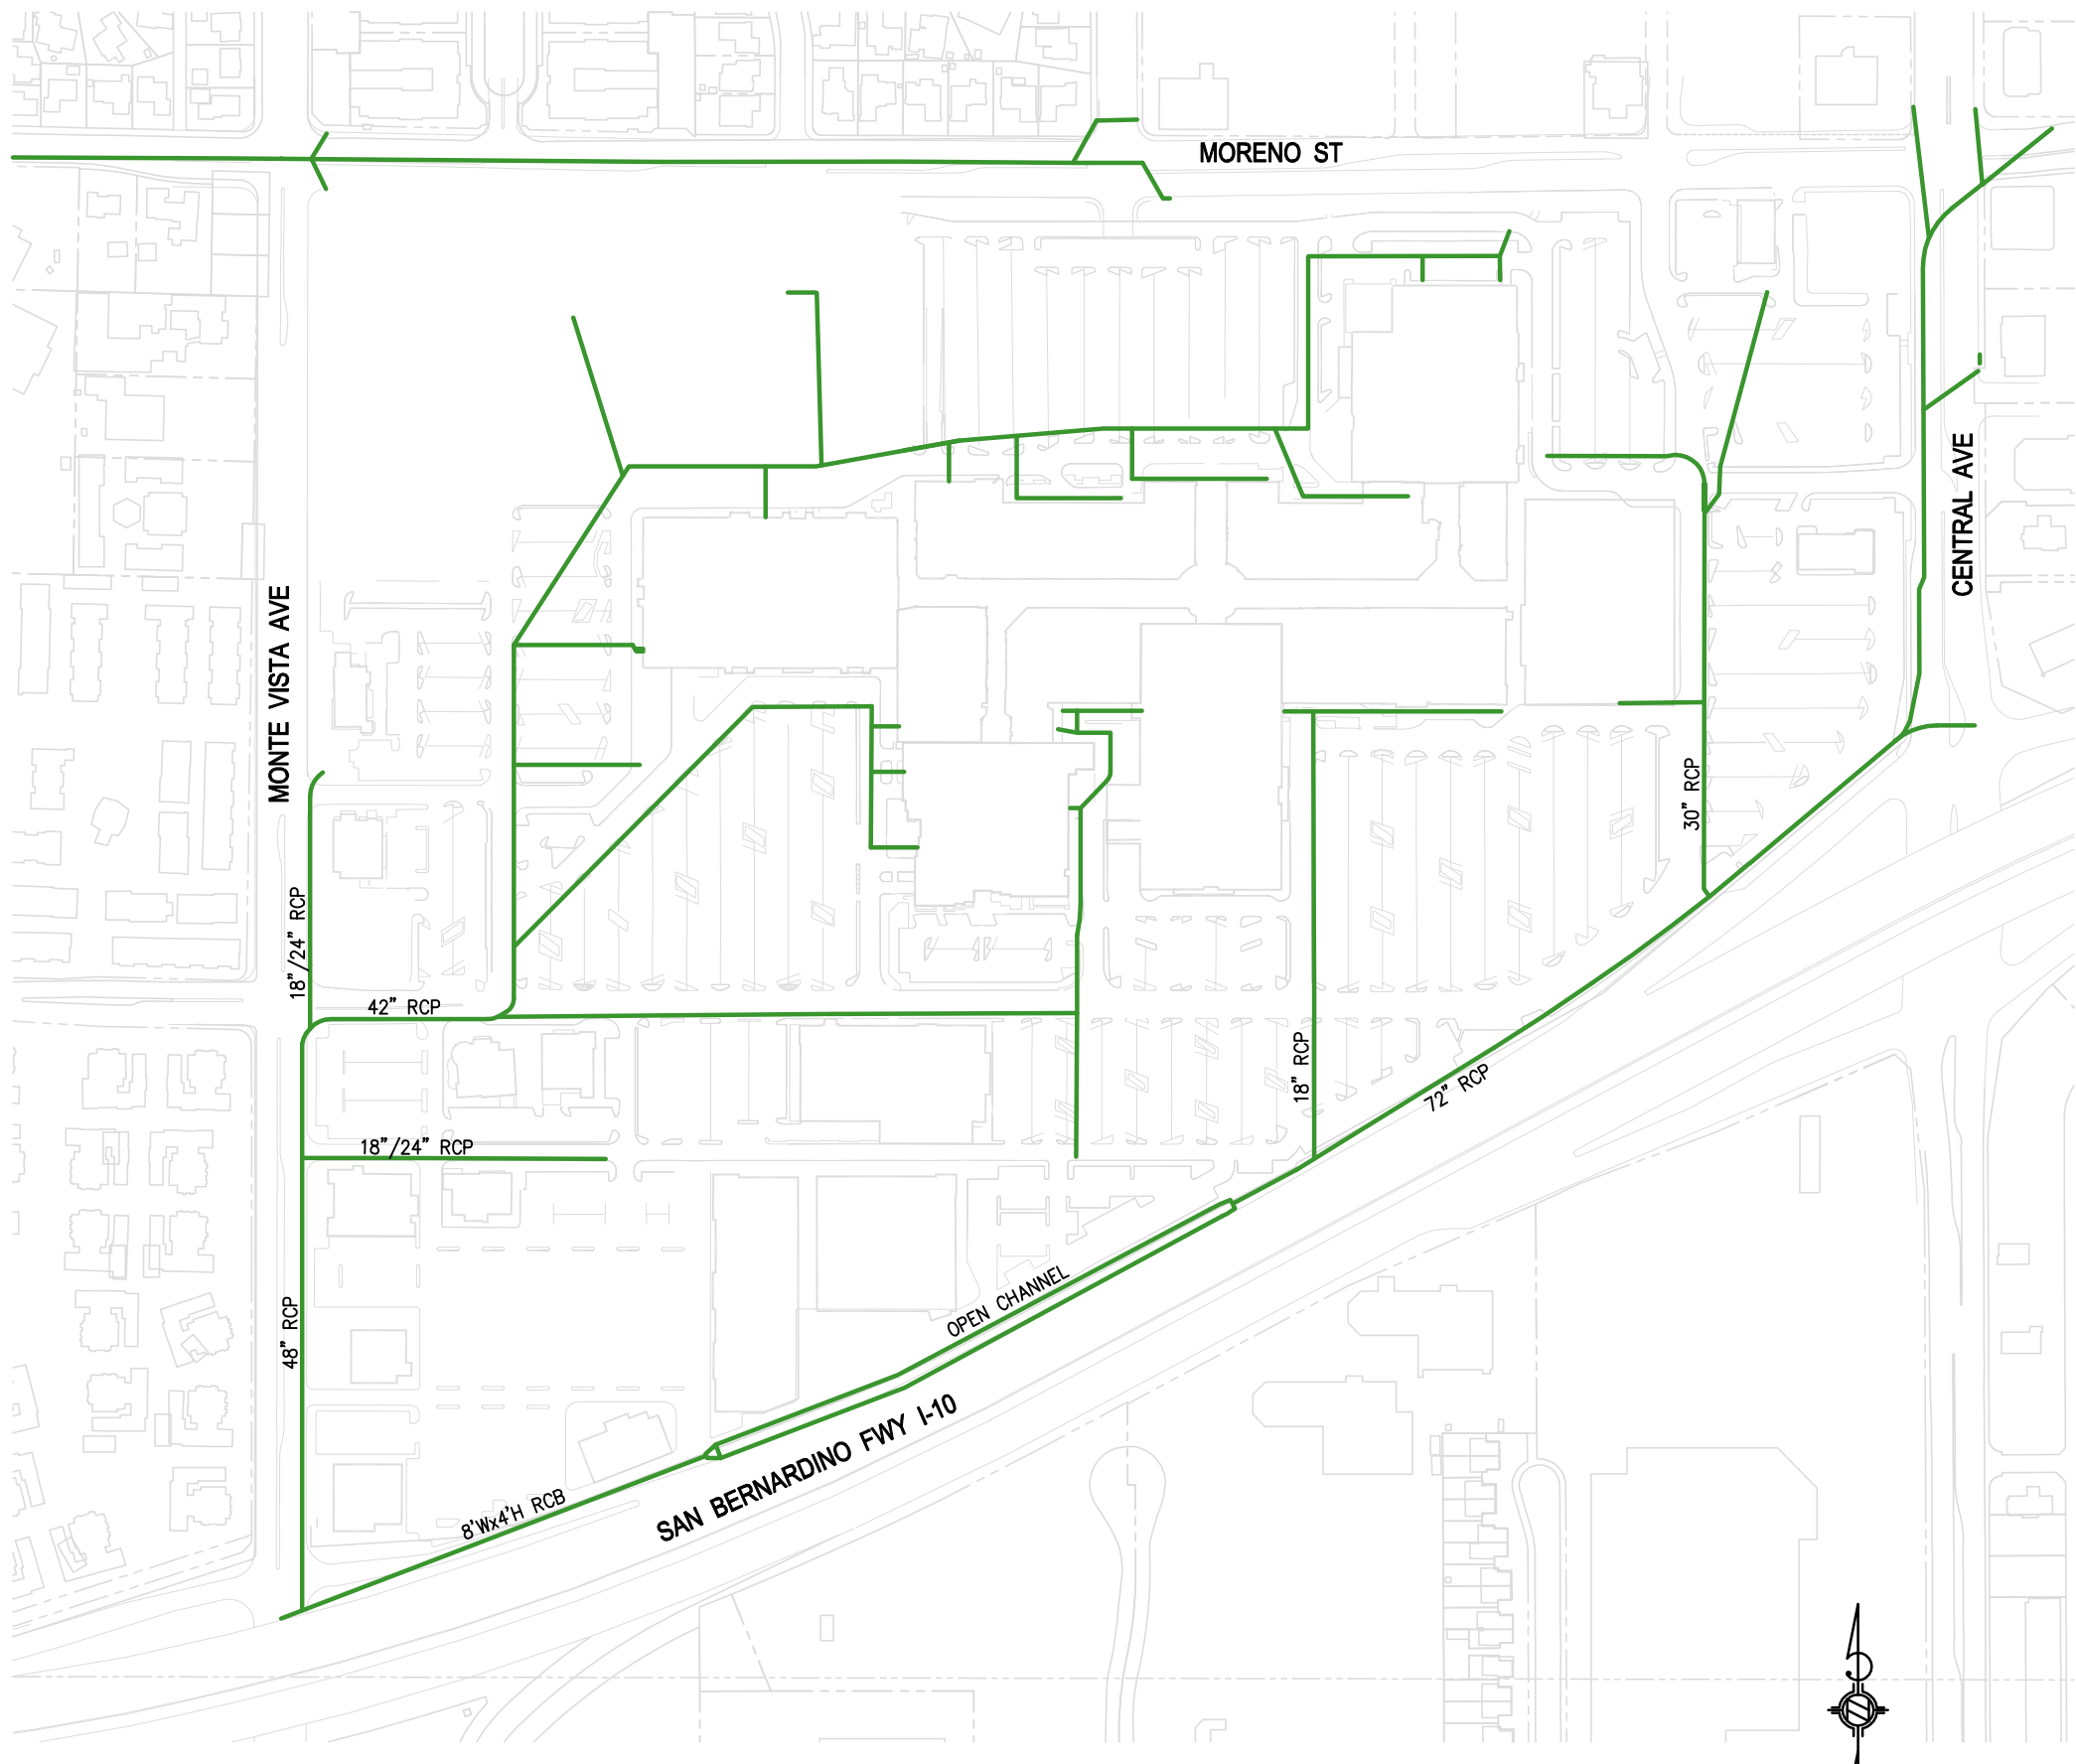 MORENO ST
CENTRAL AVE
MONTE VISTA AVE
30" RCP
18"/24" RCP
42" RCP
18" RCP
72" RCP
18"/24" RCP
OPEN CHANNEL
48" RCP
SAN BERNARDINO FWY I-10
8'Wx4'H RCB